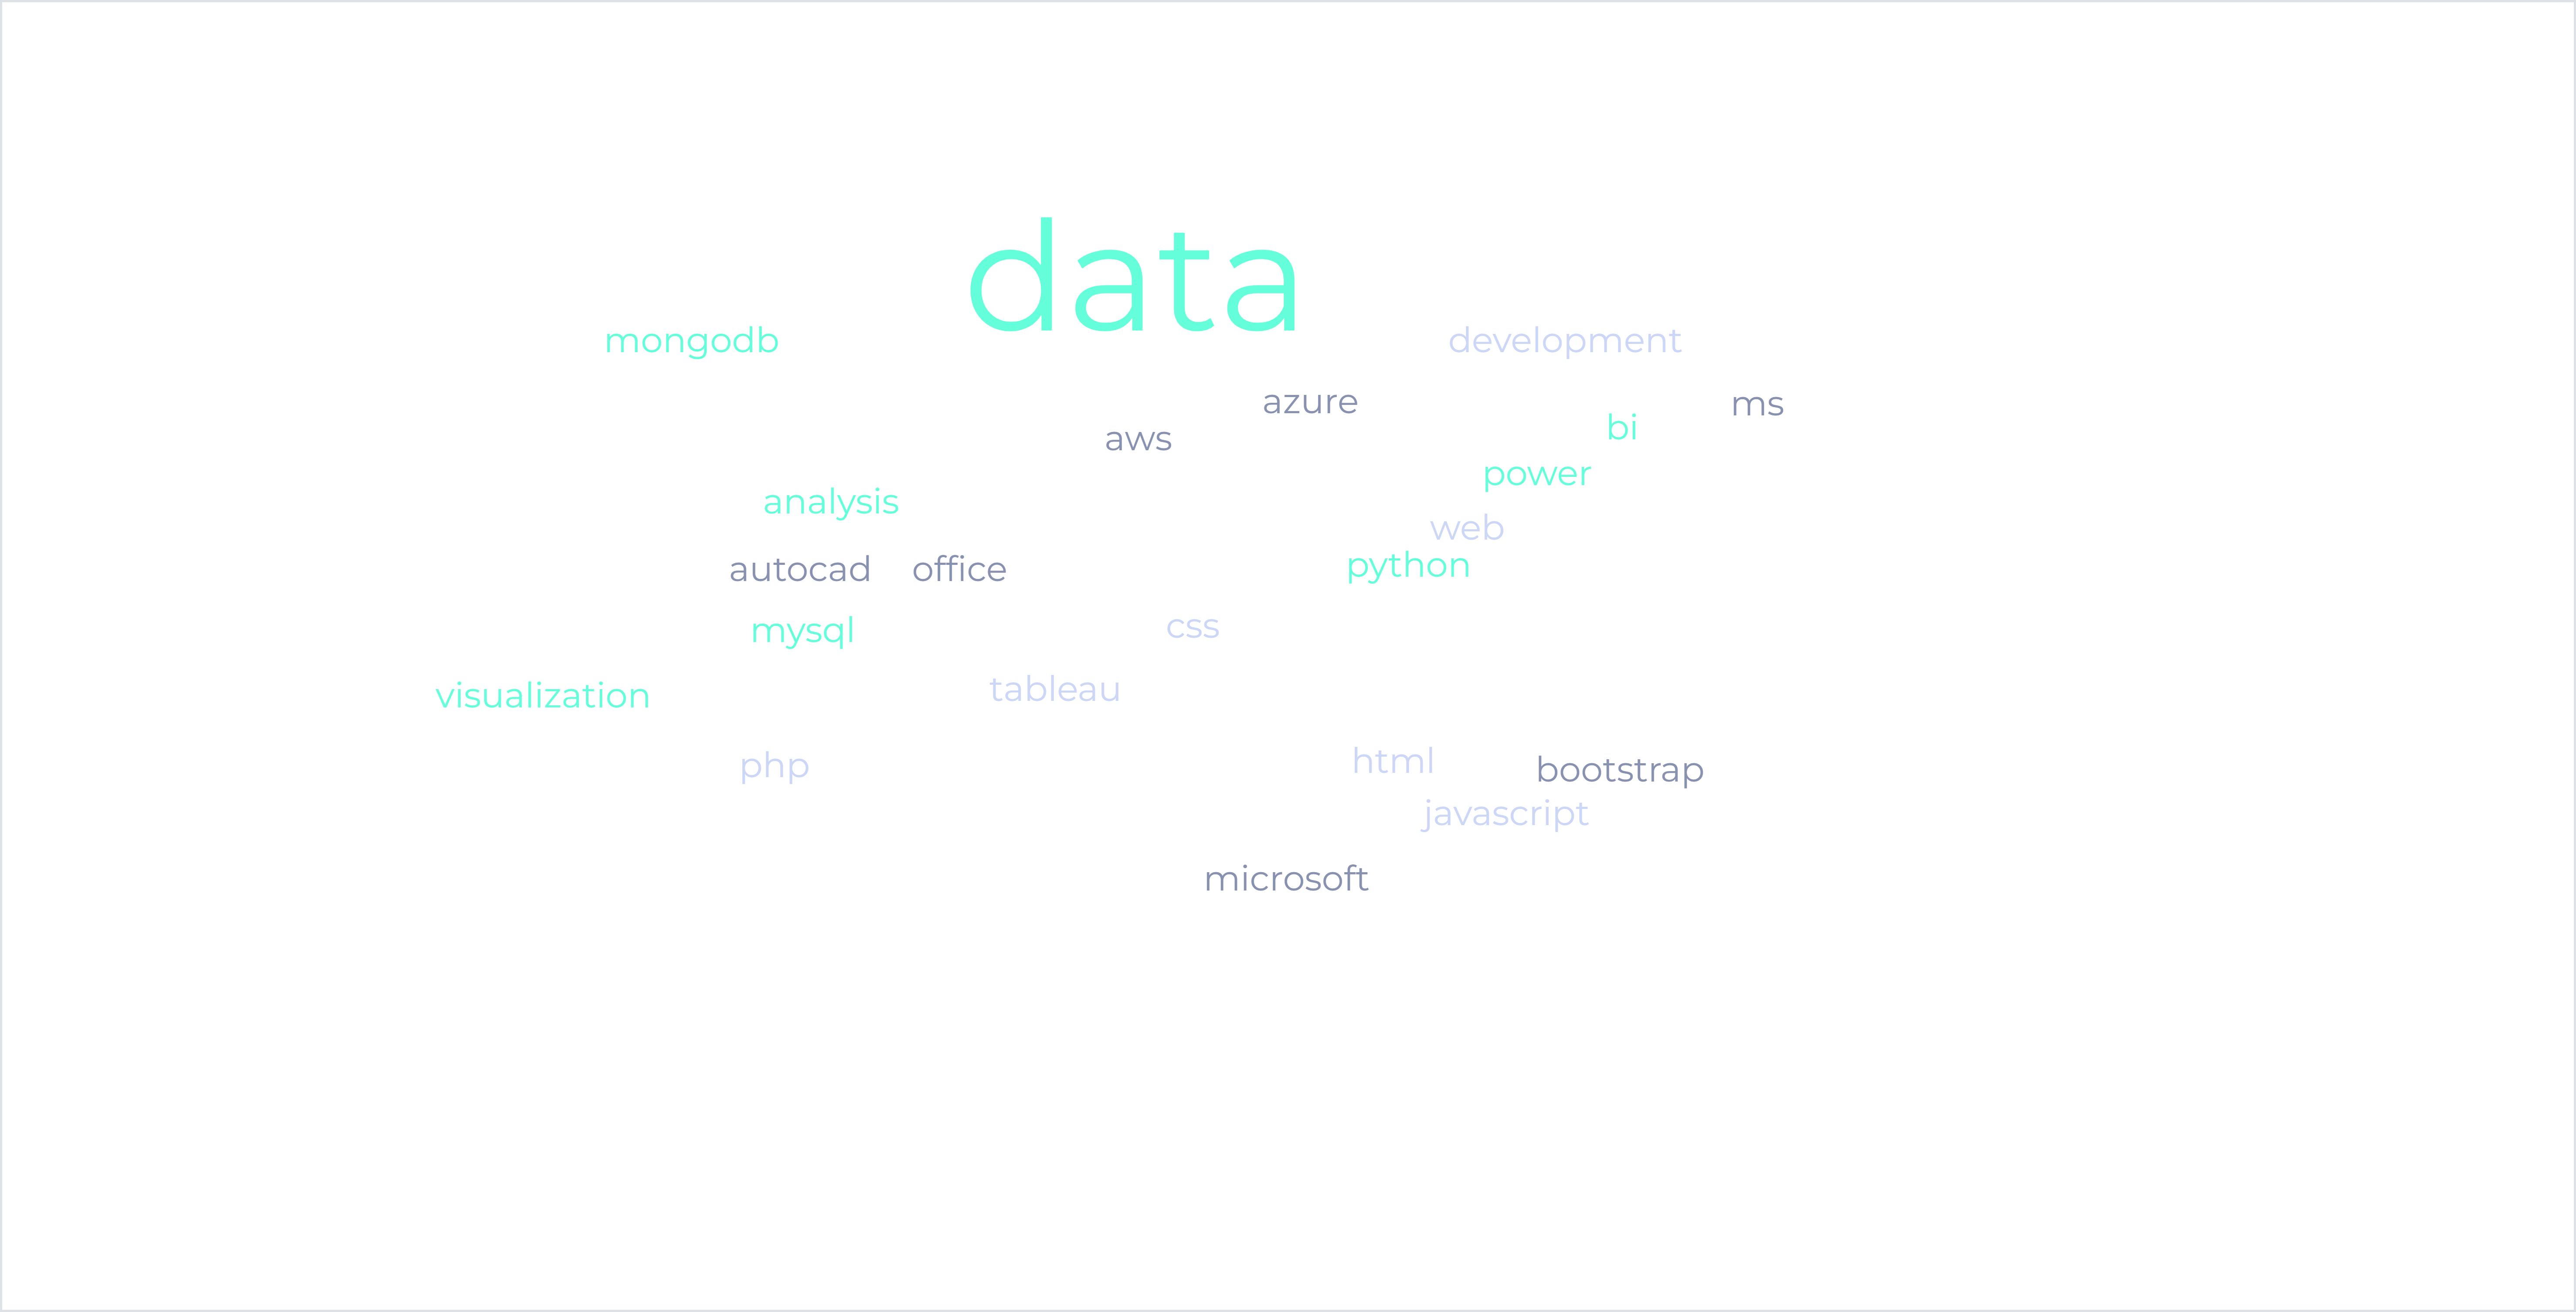 data
mongodb
development
azure
ms
bi
aws
power
analysis
web
python
autocad office
mysql
css
tableau
visualization
html
php
bootstrap
javascript
microsoft